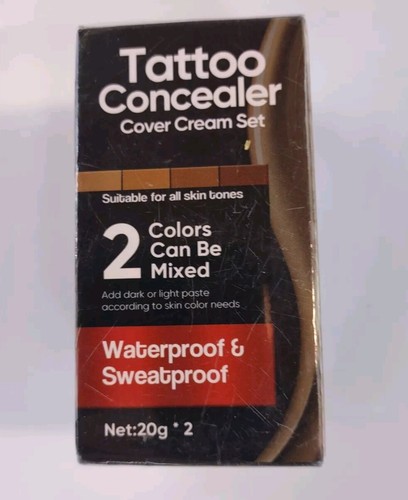 Tattoo
Concealer
Cover Cream Set
Suitable for all skin tones
2
Colors
Can Be
Mixed
Add dark or light paste
according to skin color needs
Waterproof &
Sweatproof
Net:20g * 2